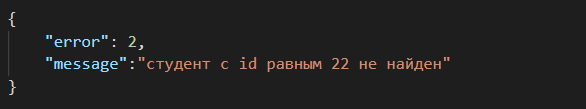 {
    "error": 2,
    "message":"студент с id равным 22 не найден"
}